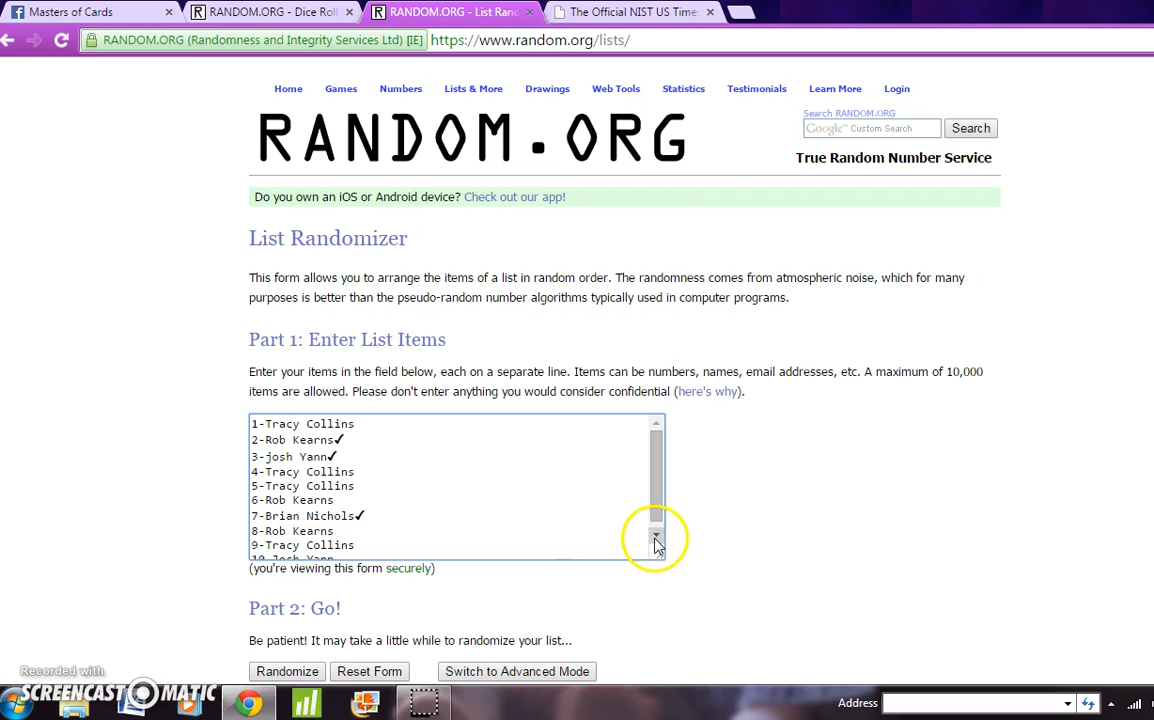 Masters of Cards
RANDOM.ORG - Dice Roll
RANDOM.ORG - List Rand
The Official NIST US Time:
RANDOM.ORG (Randomness and Integrity Services Ltd) [IE]
https://www.random.org/lists/
Home Games Numbers Lists & More Drawings Web Tools Statistics Testimonials Learn More Login
RANDOM.ORG
Search RANDOM.ORG
Google™ Custom Search
Search
True Random Number Service
Do you own an iOS or Android device? Check out our app!
List Randomizer
This form allows you to arrange the items of a list in random order. The randomness comes from atmospheric noise, which for many
purposes is better than the pseudo-random number algorithms typically used in computer programs.
Part 1: Enter List Items
Enter your items in the field below, each on a separate line. Items can be numbers, names, email addresses, etc. A maximum of 10,000
items are allowed. Please don't enter anything you would consider confidential (here's why).
1-Tracy Collins
2-Rob Kearns✓
3-josh Yann✓
4-Tracy Collins
5-Tracy Collins
6-Rob Kearns
7-Brian Nichols✓
8-Rob Kearns
9-Tracy Collins
10-Josh Yann
(you're viewing this form securely)
Part 2: Go!
Be patient! It may take a little while to randomize your list...
Randomize Reset Form Switch to Advanced Mode
Recorded with
SCREENCAST-O-MATIC
Address